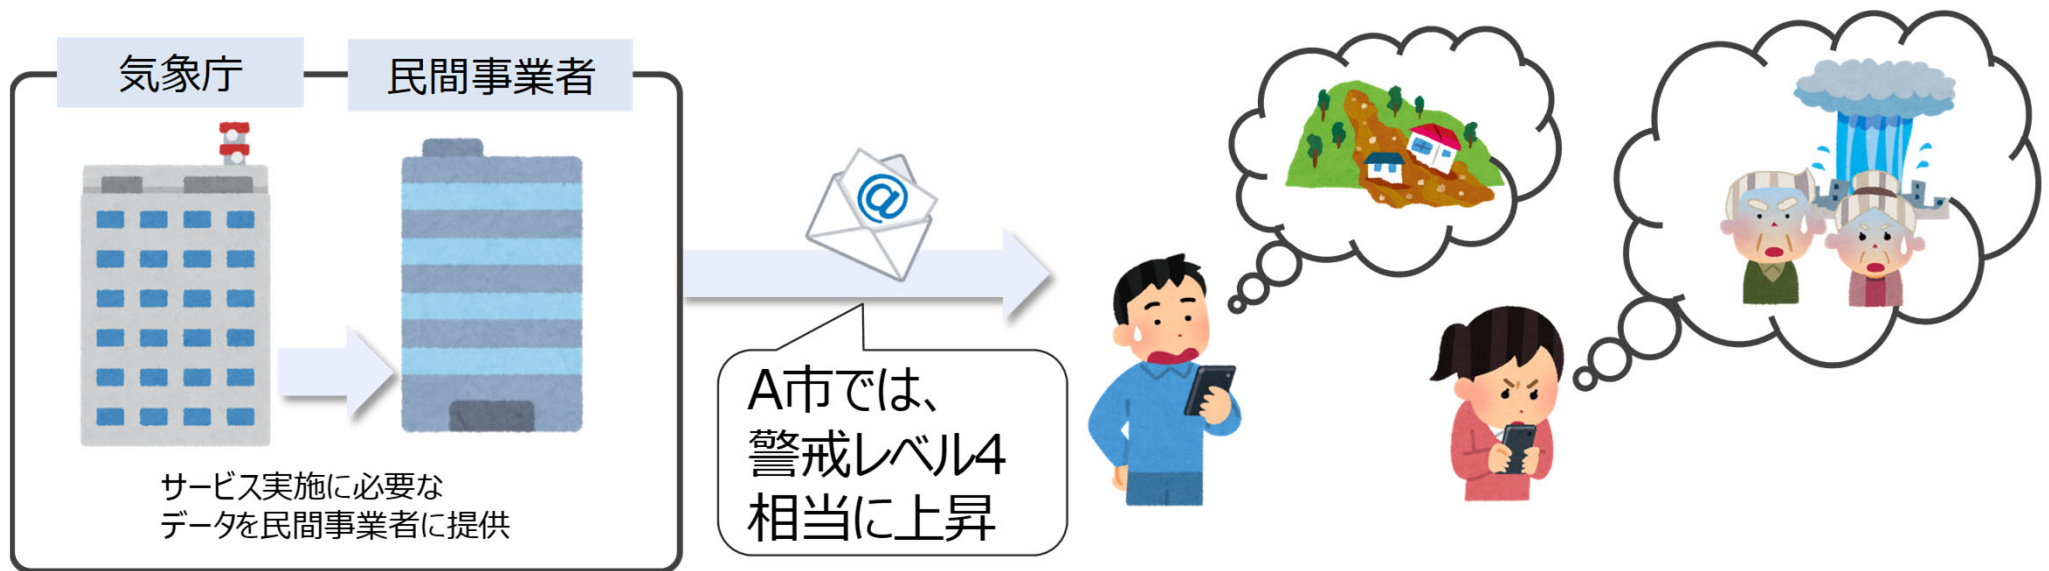 気象庁
民間事業者
サービス実施に必要な
データを民間事業者に提供
@
A市では、
警戒レベル4
相当に上昇